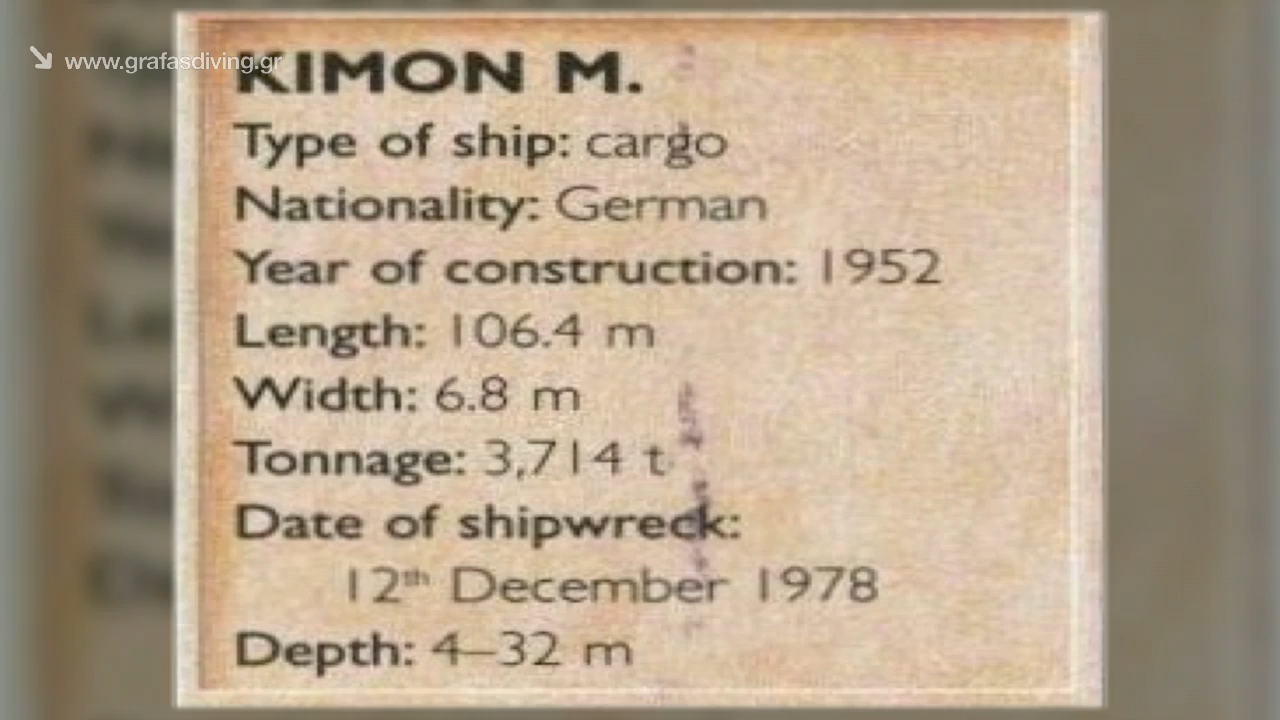 www.grafasdiving.gr
KIMON M.
Type of ship: cargo
Nationality: German
Year of construction: 1952
Length: 106.4 m
Width: 6.8 m
Tonnage: 3,714 t
Date of shipwreck:
12th December 1978
Depth: 4–32 m